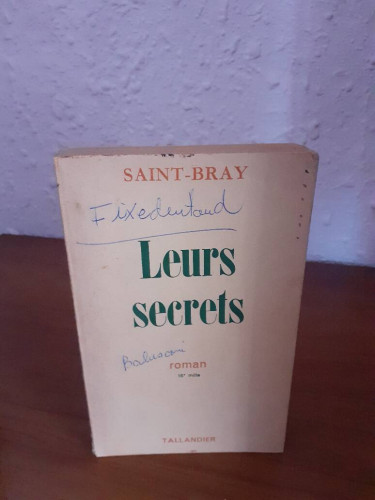 SAINT-BRAY
Fixedentaud
Leurs
secrets
roman
TALLANDIER